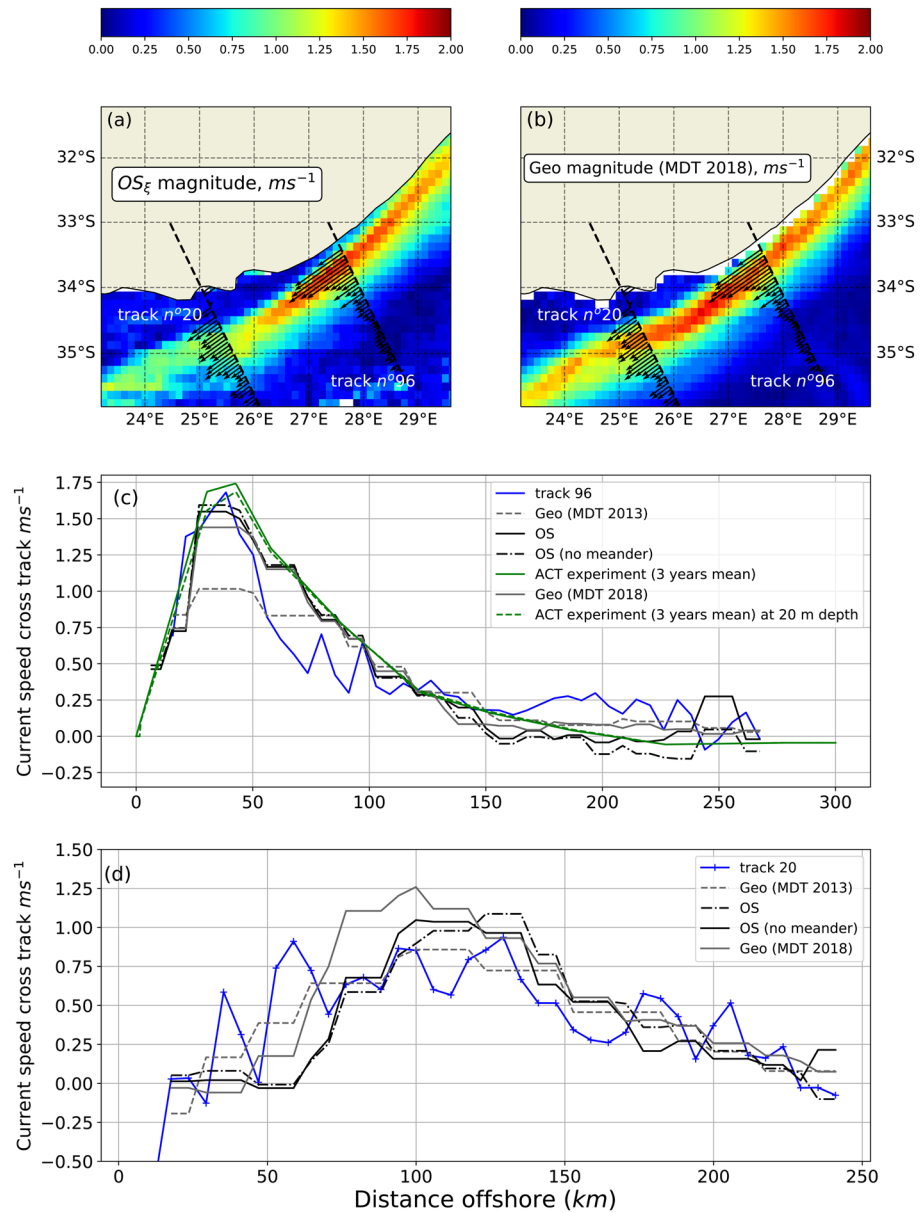 0.00 0.25 0.50 0.75 1.00 1.25 1.50 1.75 2.00
0.00 0.25 0.50 0.75 1.00 1.25 1.50 1.75 2.00
(a)
OSξ magnitude, ms⁻¹
32°S
33°S
34°S
35°S
track n°20
track n°96
24°E 25°E 26°E 27°E 28°E 29°E
(b)
Geo magnitude (MDT 2018), ms⁻¹
32°S
33°S
34°S
35°S
track n°20
track n°96
24°E 25°E 26°E 27°E 28°E 29°E
(c)
Current speed cross track ms⁻¹
1.75
1.50
1.25
1.00
0.75
0.50
0.25
0.00
−0.25
track 96
Geo (MDT 2013)
OS
OS (no meander)
ACT experiment (3 years mean)
Geo (MDT 2018)
ACT experiment (3 years mean) at 20 m depth
0 50 100 150 200 250 300
(d)
Current speed cross track ms⁻¹
1.50
1.25
1.00
0.75
0.50
0.25
0.00
−0.25
−0.50
track 20
Geo (MDT 2013)
OS
OS (no meander)
Geo (MDT 2018)
0 50 100 150 200 250
Distance offshore (km)